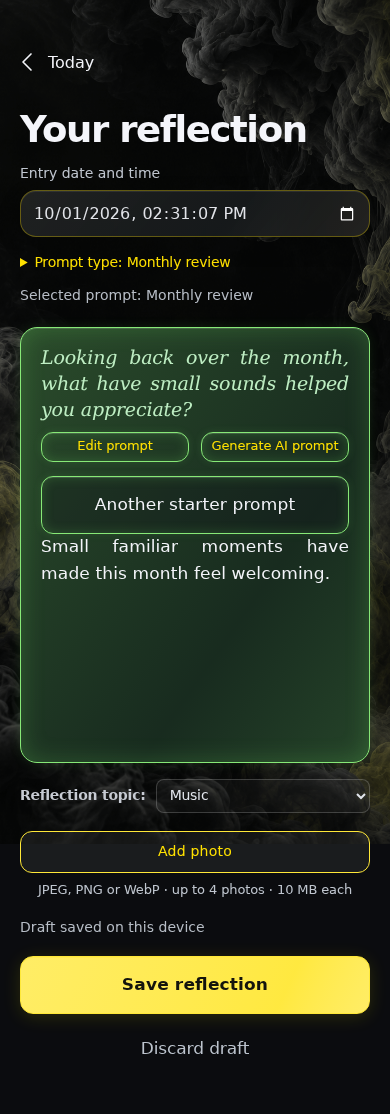 Today
Your reflection
Entry date and time
10/01/2026, 02:31:07 PM
Prompt type: Monthly review
Selected prompt: Monthly review
Looking back over the month,
what have small sounds helped
you appreciate?
Edit prompt
Generate AI prompt
Another starter prompt
Small familiar moments have
made this month feel welcoming.
Reflection topic:
Music
Add photo
JPEG, PNG or WebP · up to 4 photos · 10 MB each
Draft saved on this device
Save reflection
Discard draft